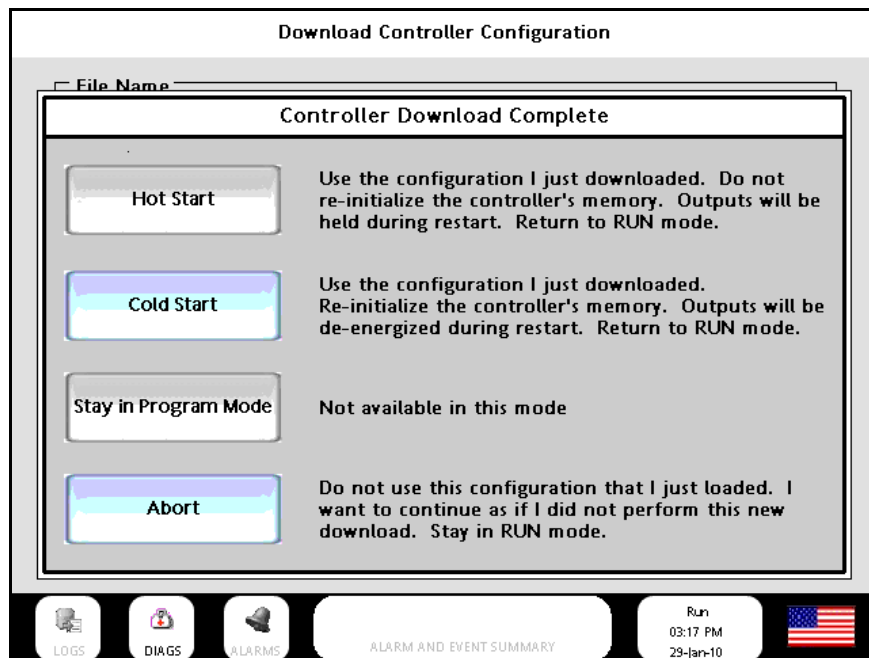 Download Controller Configuration
File Name
Controller Download Complete
Hot Start
Use the configuration I just downloaded. Do not
re-initialize the controller's memory. Outputs will be
held during restart. Return to RUN mode.
Cold Start
Use the configuration I just downloaded.
Re-initialize the controller's memory. Outputs will be
de-energized during restart. Return to RUN mode.
Stay in Program Mode
Not available in this mode
Abort
Do not use this configuration that I just loaded. I
want to continue as if I did not perform this new
download. Stay in RUN mode.
LOGS
DIAGS
ALARMS
ALARM AND EVENT SUMMARY
Run
03:17 PM
29-Jan-10